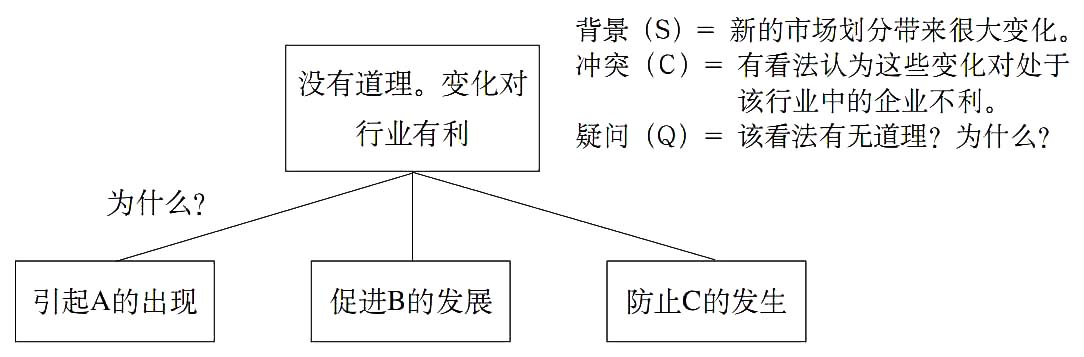 背景（S）= 新的市场划分带来很大变化。
冲突（C）= 有看法认为这些变化对处于
该行业中的企业不利。
疑问（Q）= 该看法有无道理？为什么？
没有道理。变化对
行业有利
为什么？
引起A的出现
促进B的发展
防止C的发生